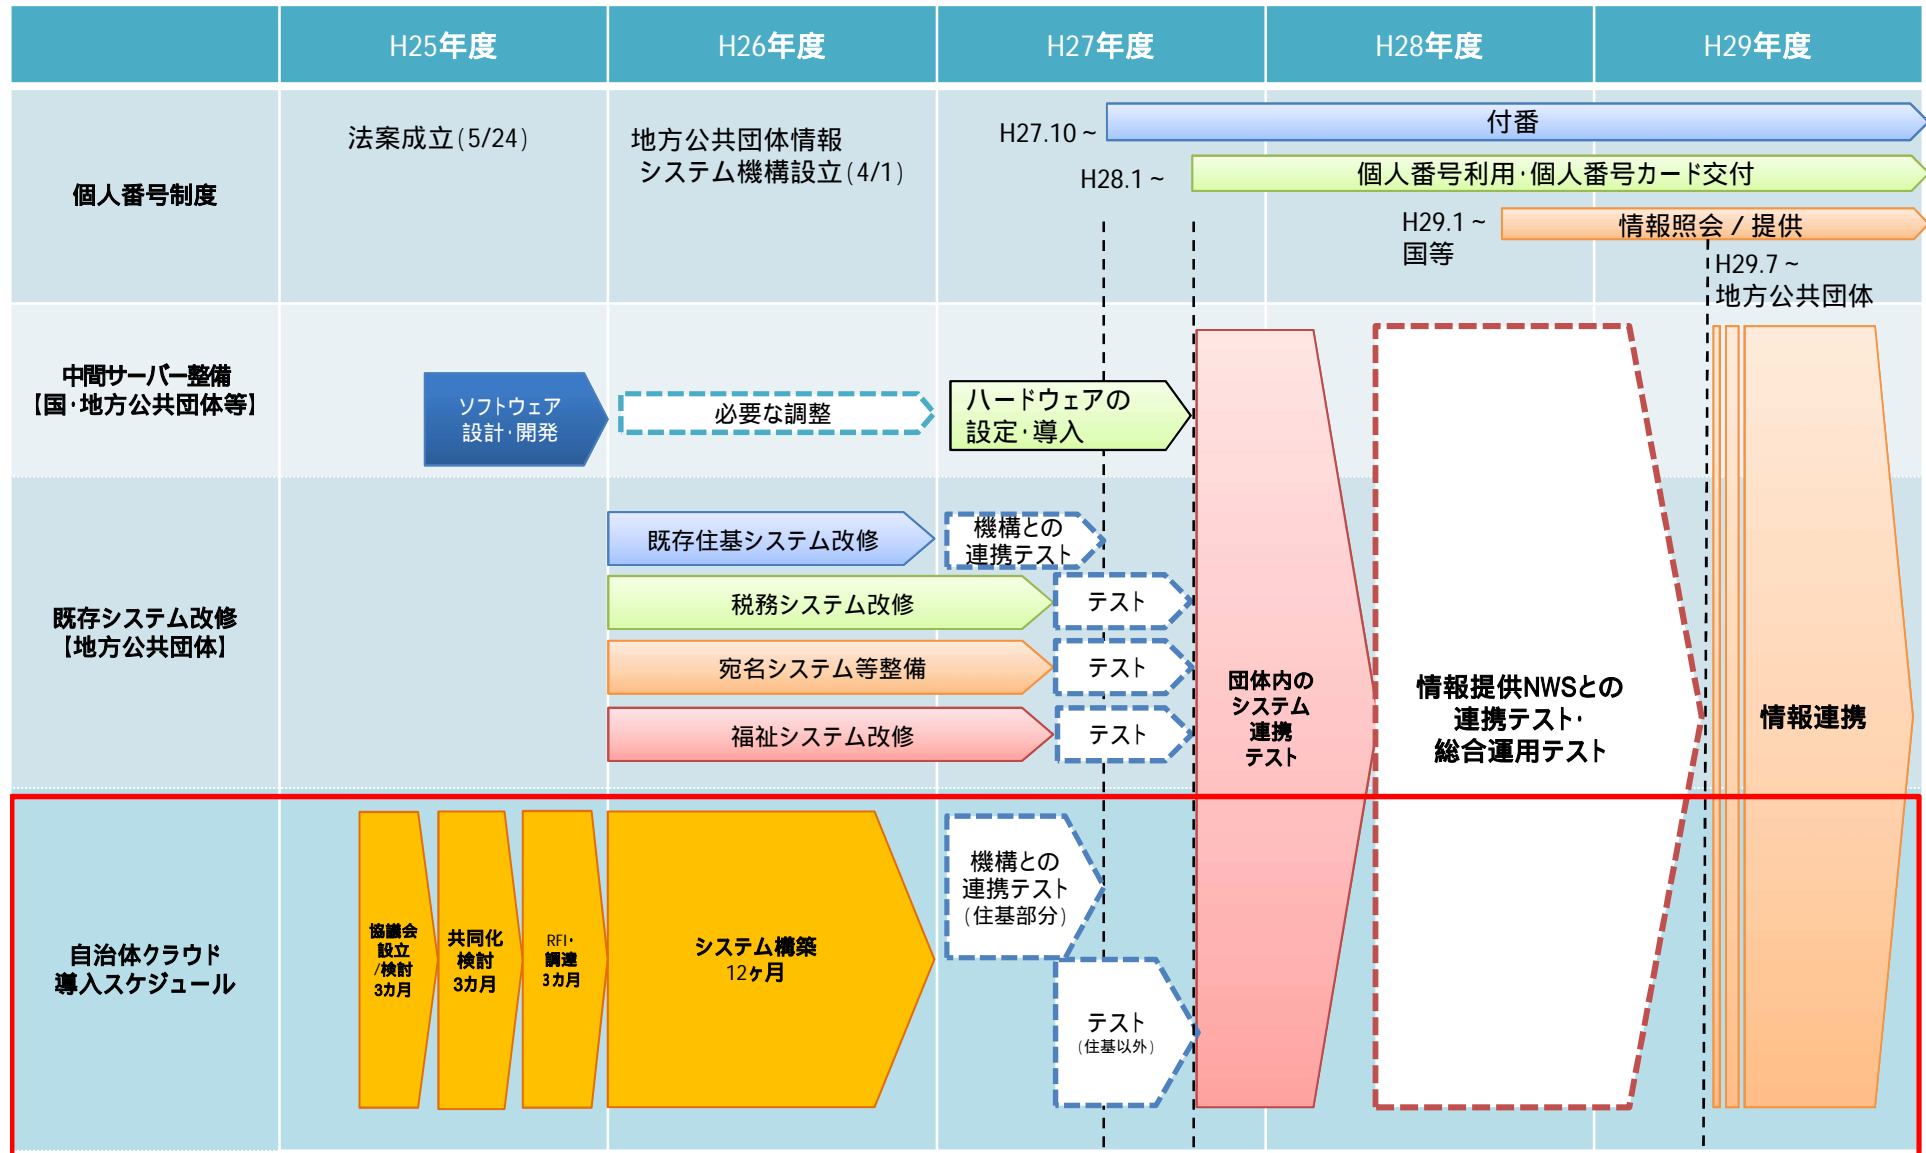 H25年度
H26年度
H27年度
H28年度
H29年度
個人番号制度
法案成立(5/24)
地方公共団体情報
システム機構設立(4/1)
H27.10~
付番
H28.1~
個人番号利用・個人番号カード交付
H29.1~
国等
情報照会/提供
H29.7~
地方公共団体
中間サーバー整備
【国・地方公共団体等】
ソフトウェア
設計・開発
必要な調整
ハードウェアの
設定・導入
既存システム改修
【地方公共団体】
既存住基システム改修
機構との
連携テスト
税務システム改修
テスト
宛名システム等整備
テスト
福祉システム改修
テスト
団体内の
システム
連携
テスト
情報提供NWSとの
連携テスト・
総合運用テスト
情報連携
自治体クラウド
導入スケジュール
協議会
設立
/検討
3カ月
共同化
検討
3カ月
RFI・
調達
3カ月
システム構築
12ヶ月
機構との
連携テスト
(住基部分)
テスト
(住基以外)